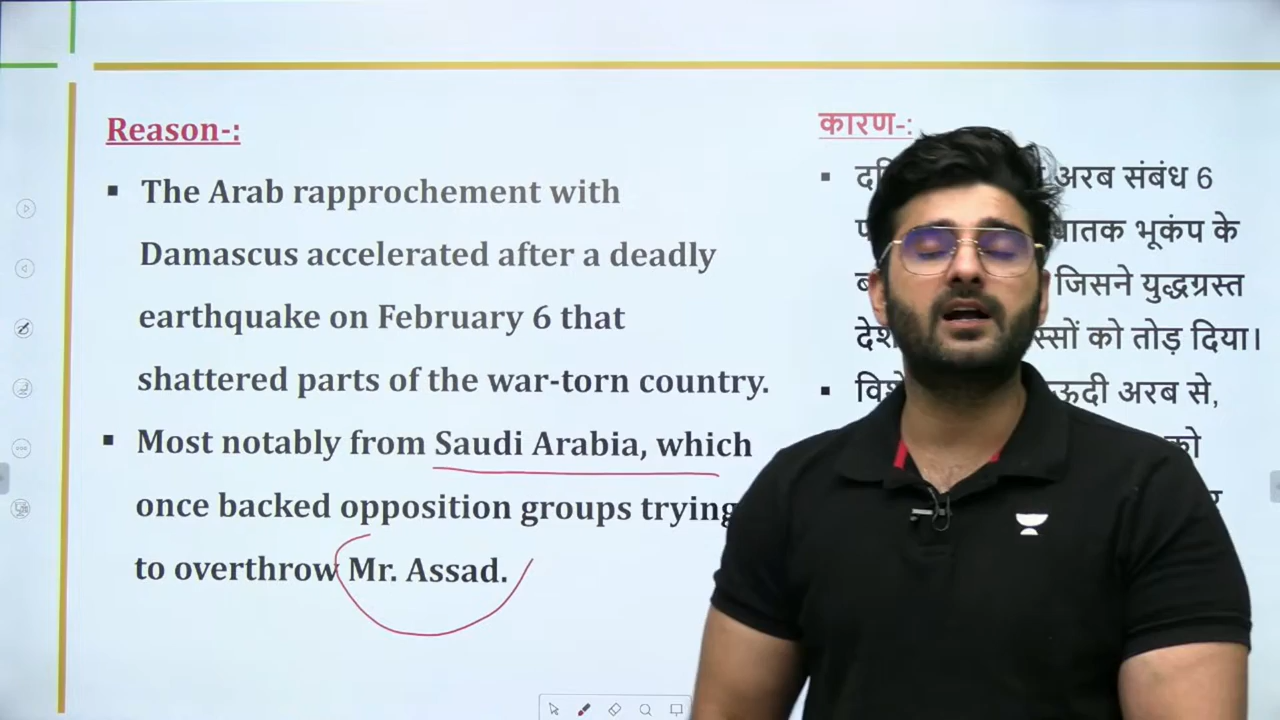 Reason-:
▪ The Arab rapprochement with
Damascus accelerated after a deadly
earthquake on February 6 that
shattered parts of the war-torn country.
▪ Most notably from Saudi Arabia, which
once backed opposition groups trying
to overthrow Mr. Assad.
कारण-:
▪ अरब संबंध 6
भूकंप के
जिसने युद्धग्रस्त
को तोड़ दिया।
▪ अरब से,
को